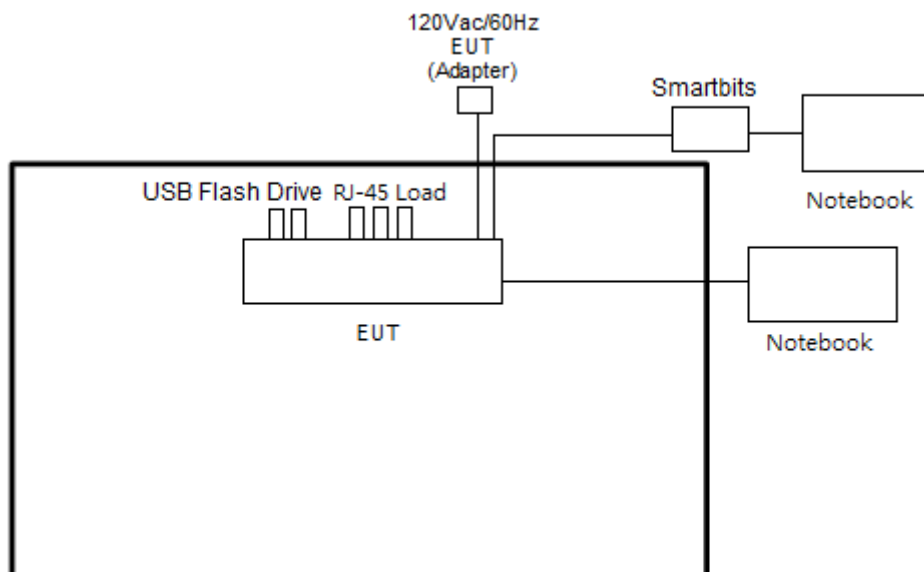 120Vac/60Hz
EUT
(Adapter)
Smartbits
Notebook
USB Flash Drive RJ-45 Load
EUT
Notebook